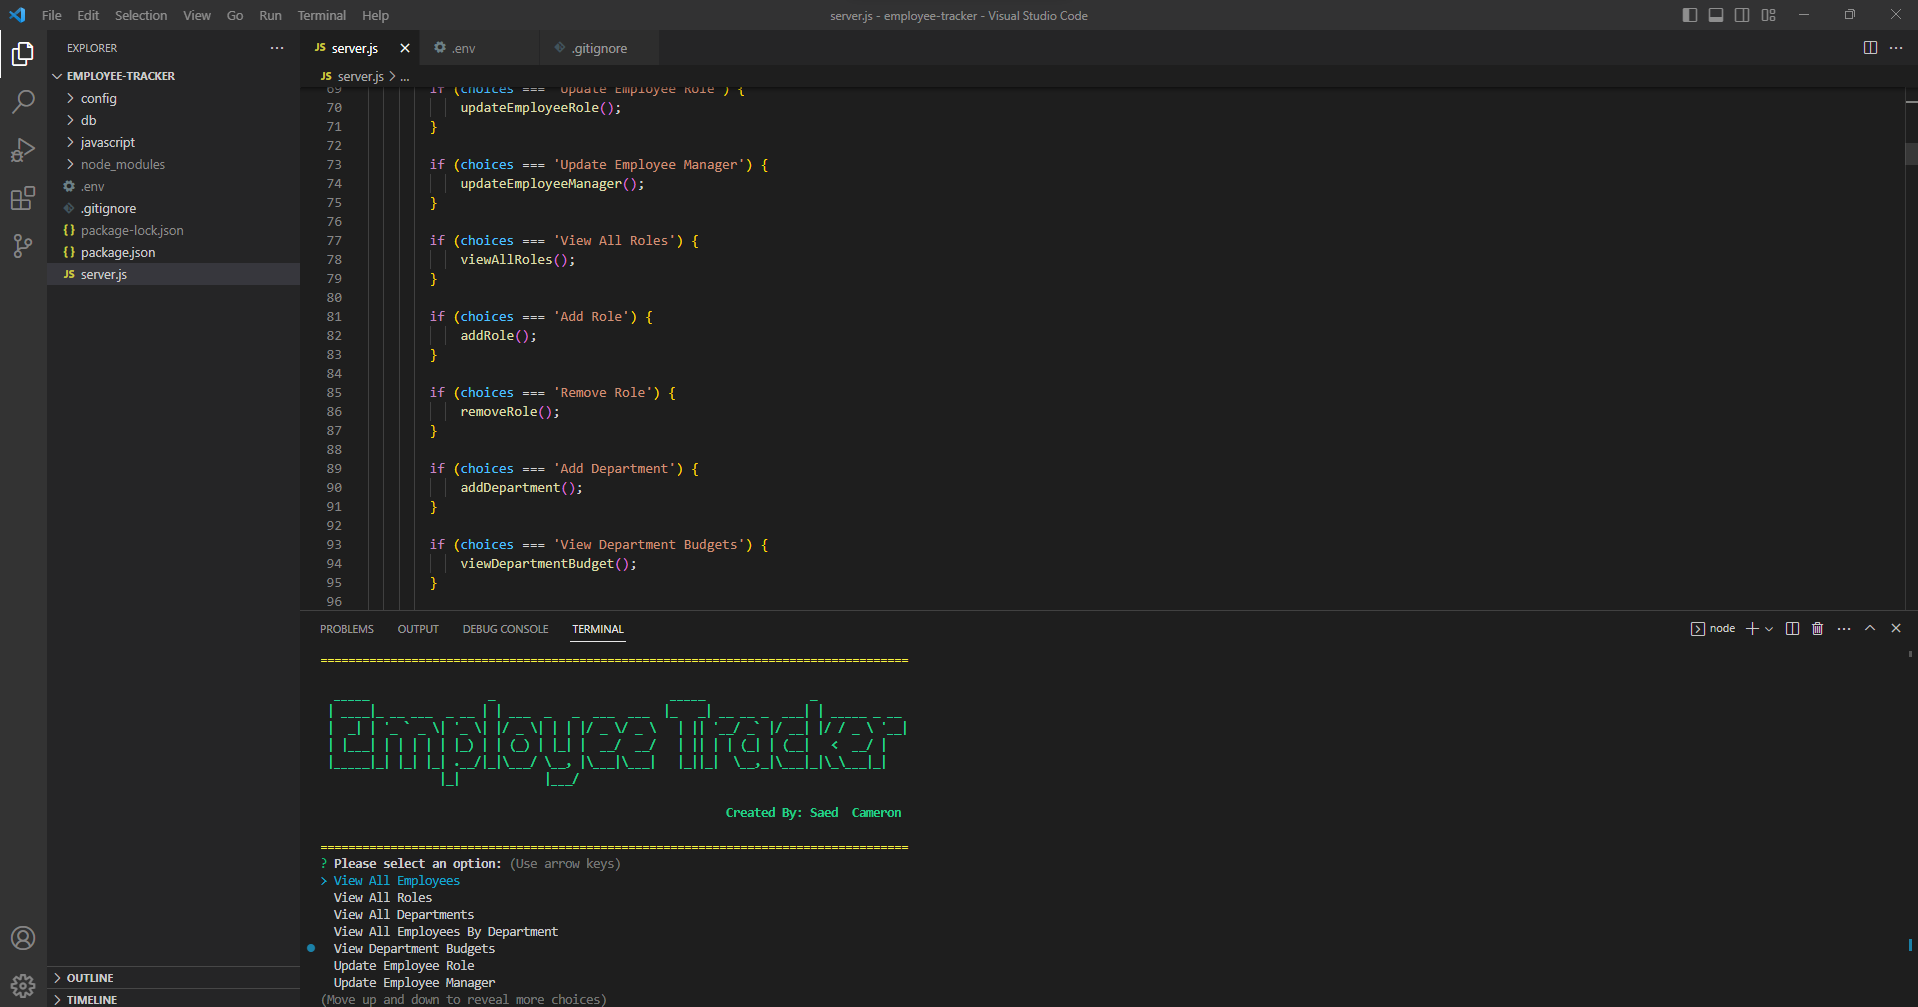 File Edit Selection View Go Run Terminal Help
server.js - employee-tracker - Visual Studio Code
EXPLORER
EMPLOYEE-TRACKER
config
db
javascript
node_modules
.env
.gitignore
package-lock.json
package.json
JS server.js
OUTLINE
TIMELINE
JS server.js .env .gitignore
JS server.js > ...
69 if (choices === 'Update Employee Role') {
70 updateEmployeeRole();
71 }
72
73 if (choices === 'Update Employee Manager') {
74 updateEmployeeManager();
75 }
76
77 if (choices === 'View All Roles') {
78 viewAllRoles();
79 }
80
81 if (choices === 'Add Role') {
82 addRole();
83 }
84
85 if (choices === 'Remove Role') {
86 removeRole();
87 }
88
89 if (choices === 'Add Department') {
90 addDepartment();
91 }
92
93 if (choices === 'View Department Budgets') {
94 viewDepartmentBudget();
95 }
96
PROBLEMS OUTPUT DEBUG CONSOLE TERMINAL
node
Employee Tracker
Created By: Saed Cameron
? Please select an option: (Use arrow keys)
> View All Employees
View All Roles
View All Departments
View All Employees By Department
View Department Budgets
Update Employee Role
Update Employee Manager
(Move up and down to reveal more choices)